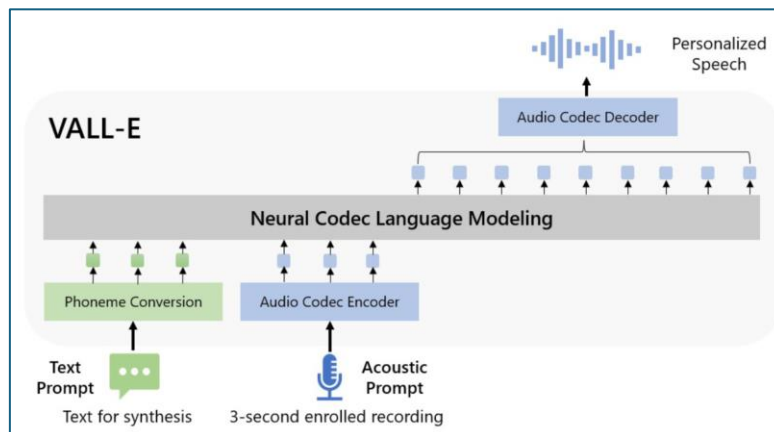 Personalized
Speech
VALL-E
Audio Codec Decoder
Neural Codec Language Modeling
Phoneme Conversion
Audio Codec Encoder
Text
Prompt
Acoustic
Prompt
Text for synthesis
3-second enrolled recording